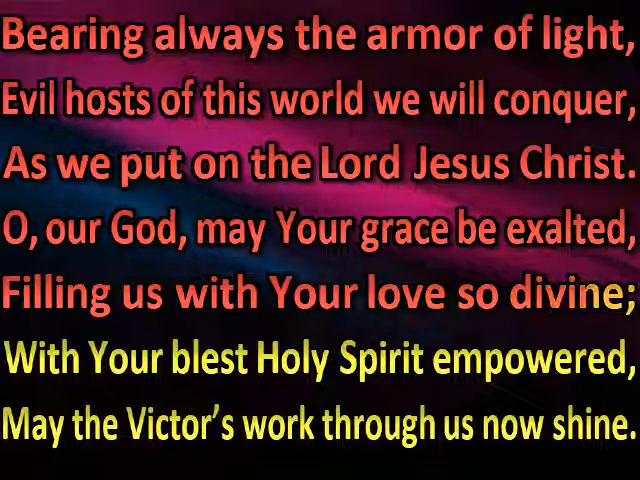 Bearing always the armor of light,
Evil hosts of this world we will conquer,
As we put on the Lord Jesus Christ.
O, our God, may Your grace be exalted,
Filling us with Your love so divine;
With Your blest Holy Spirit empowered,
May the Victor’s work through us now shine.